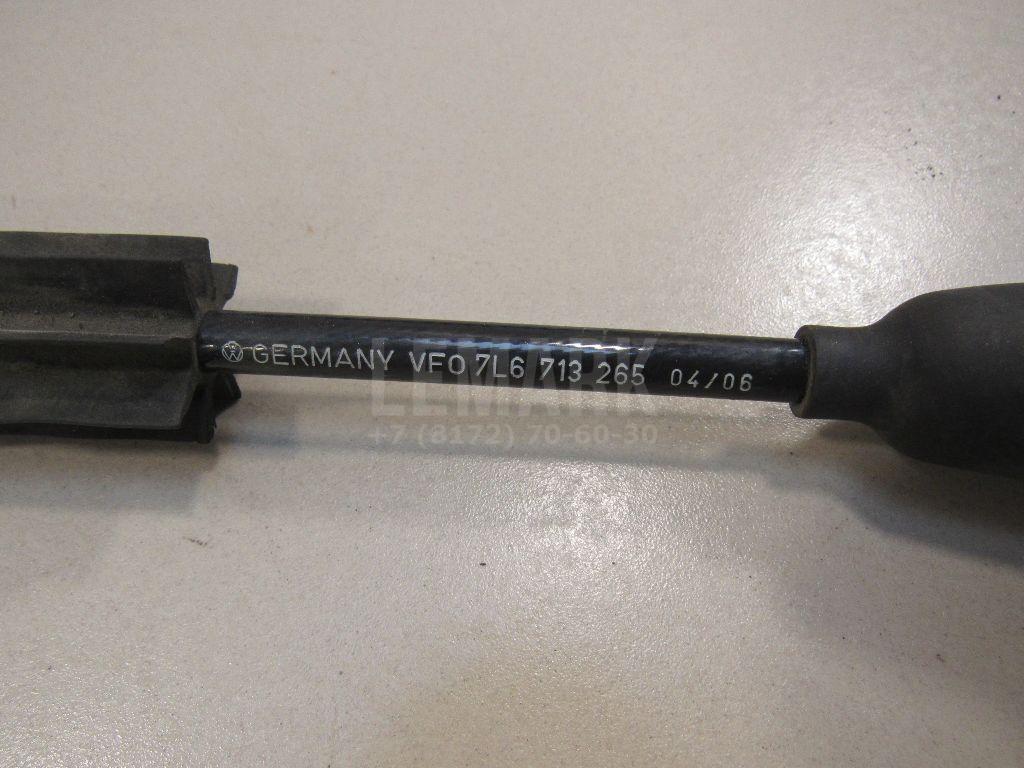 GERMANY VFO 7L6 713 265 04/06
LEMARK
+7 (8172) 70-60-30